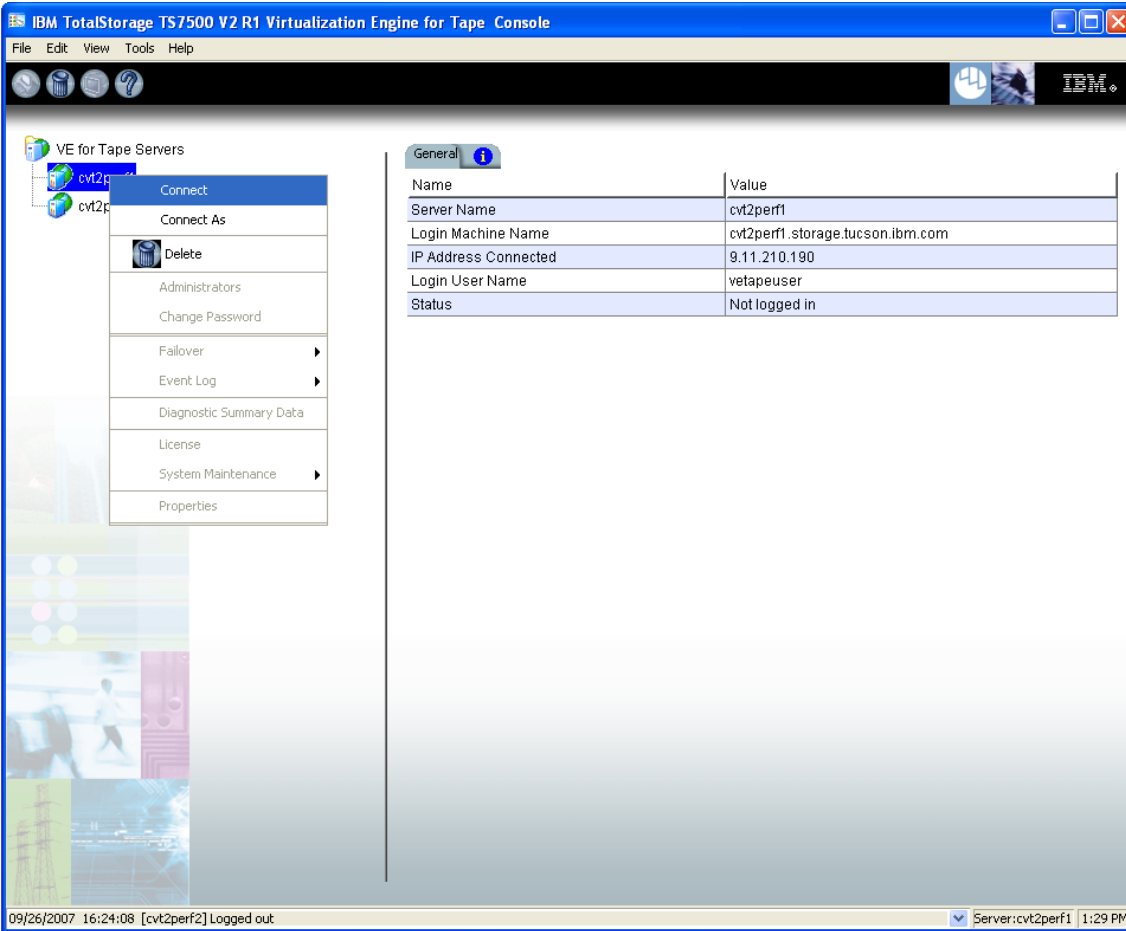 IBM TotalStorage TS7500 V2 R1 Virtualization Engine for Tape Console
File Edit View Tools Help
IBM
VE for Tape Servers
General
cvt2perf1
Connect
cvt2p
Connect As
Delete
Administrators
Change Password
Failover
Event Log
Diagnostic Summary Data
License
System Maintenance
Properties
Name Value
Server Name cvt2perf1
Login Machine Name cvt2perf1.storage.tucson.ibm.com
IP Address Connected 9.11.210.190
Login User Name vetapeuser
Status Not logged in
09/26/2007 16:24:08 [cvt2perf2] Logged out
Server:cvt2perf1 1:29 PM